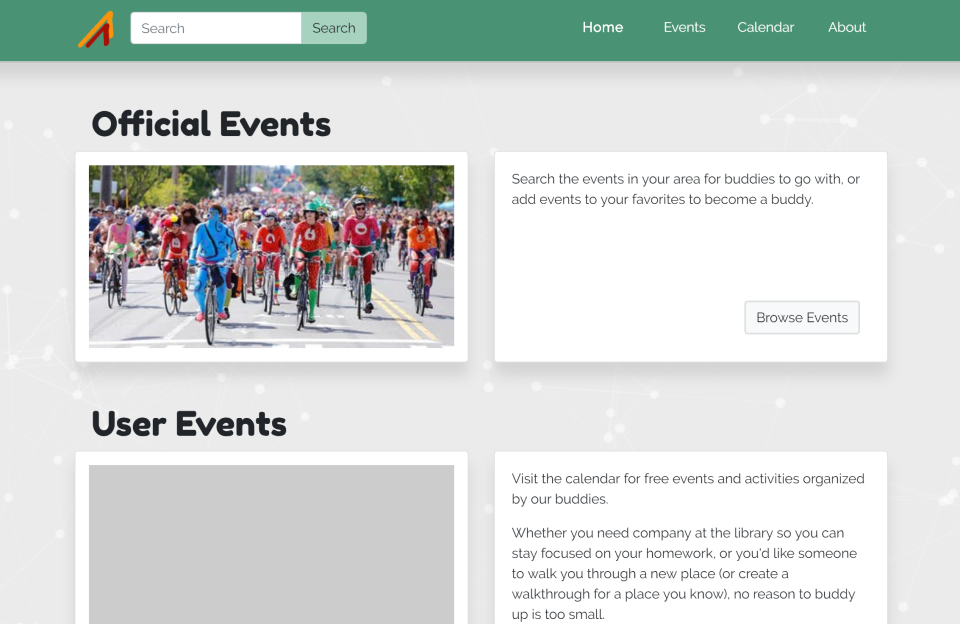 Search
Search
Home
Events
Calendar
About
Official Events
Search the events in your area for buddies to go with, or
add events to your favorites to become a buddy.
Browse Events
User Events
Visit the calendar for free events and activities organized
by our buddies.
Whether you need company at the library so you can
stay focused on your homework, or you'd like someone
to walk you through a new place (or create a
walkthrough for a place you know), no reason to buddy
up is too small.